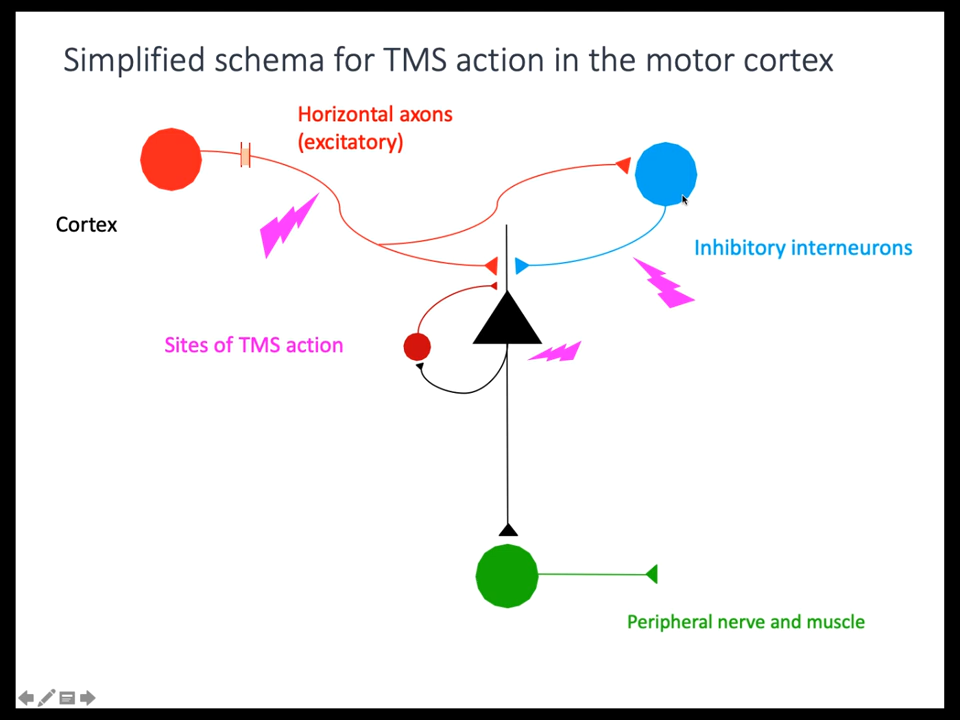 Simplified schema for TMS action in the motor cortex
Horizontal axons
(excitatory)
Cortex
Inhibitory interneurons
Sites of TMS action
Peripheral nerve and muscle